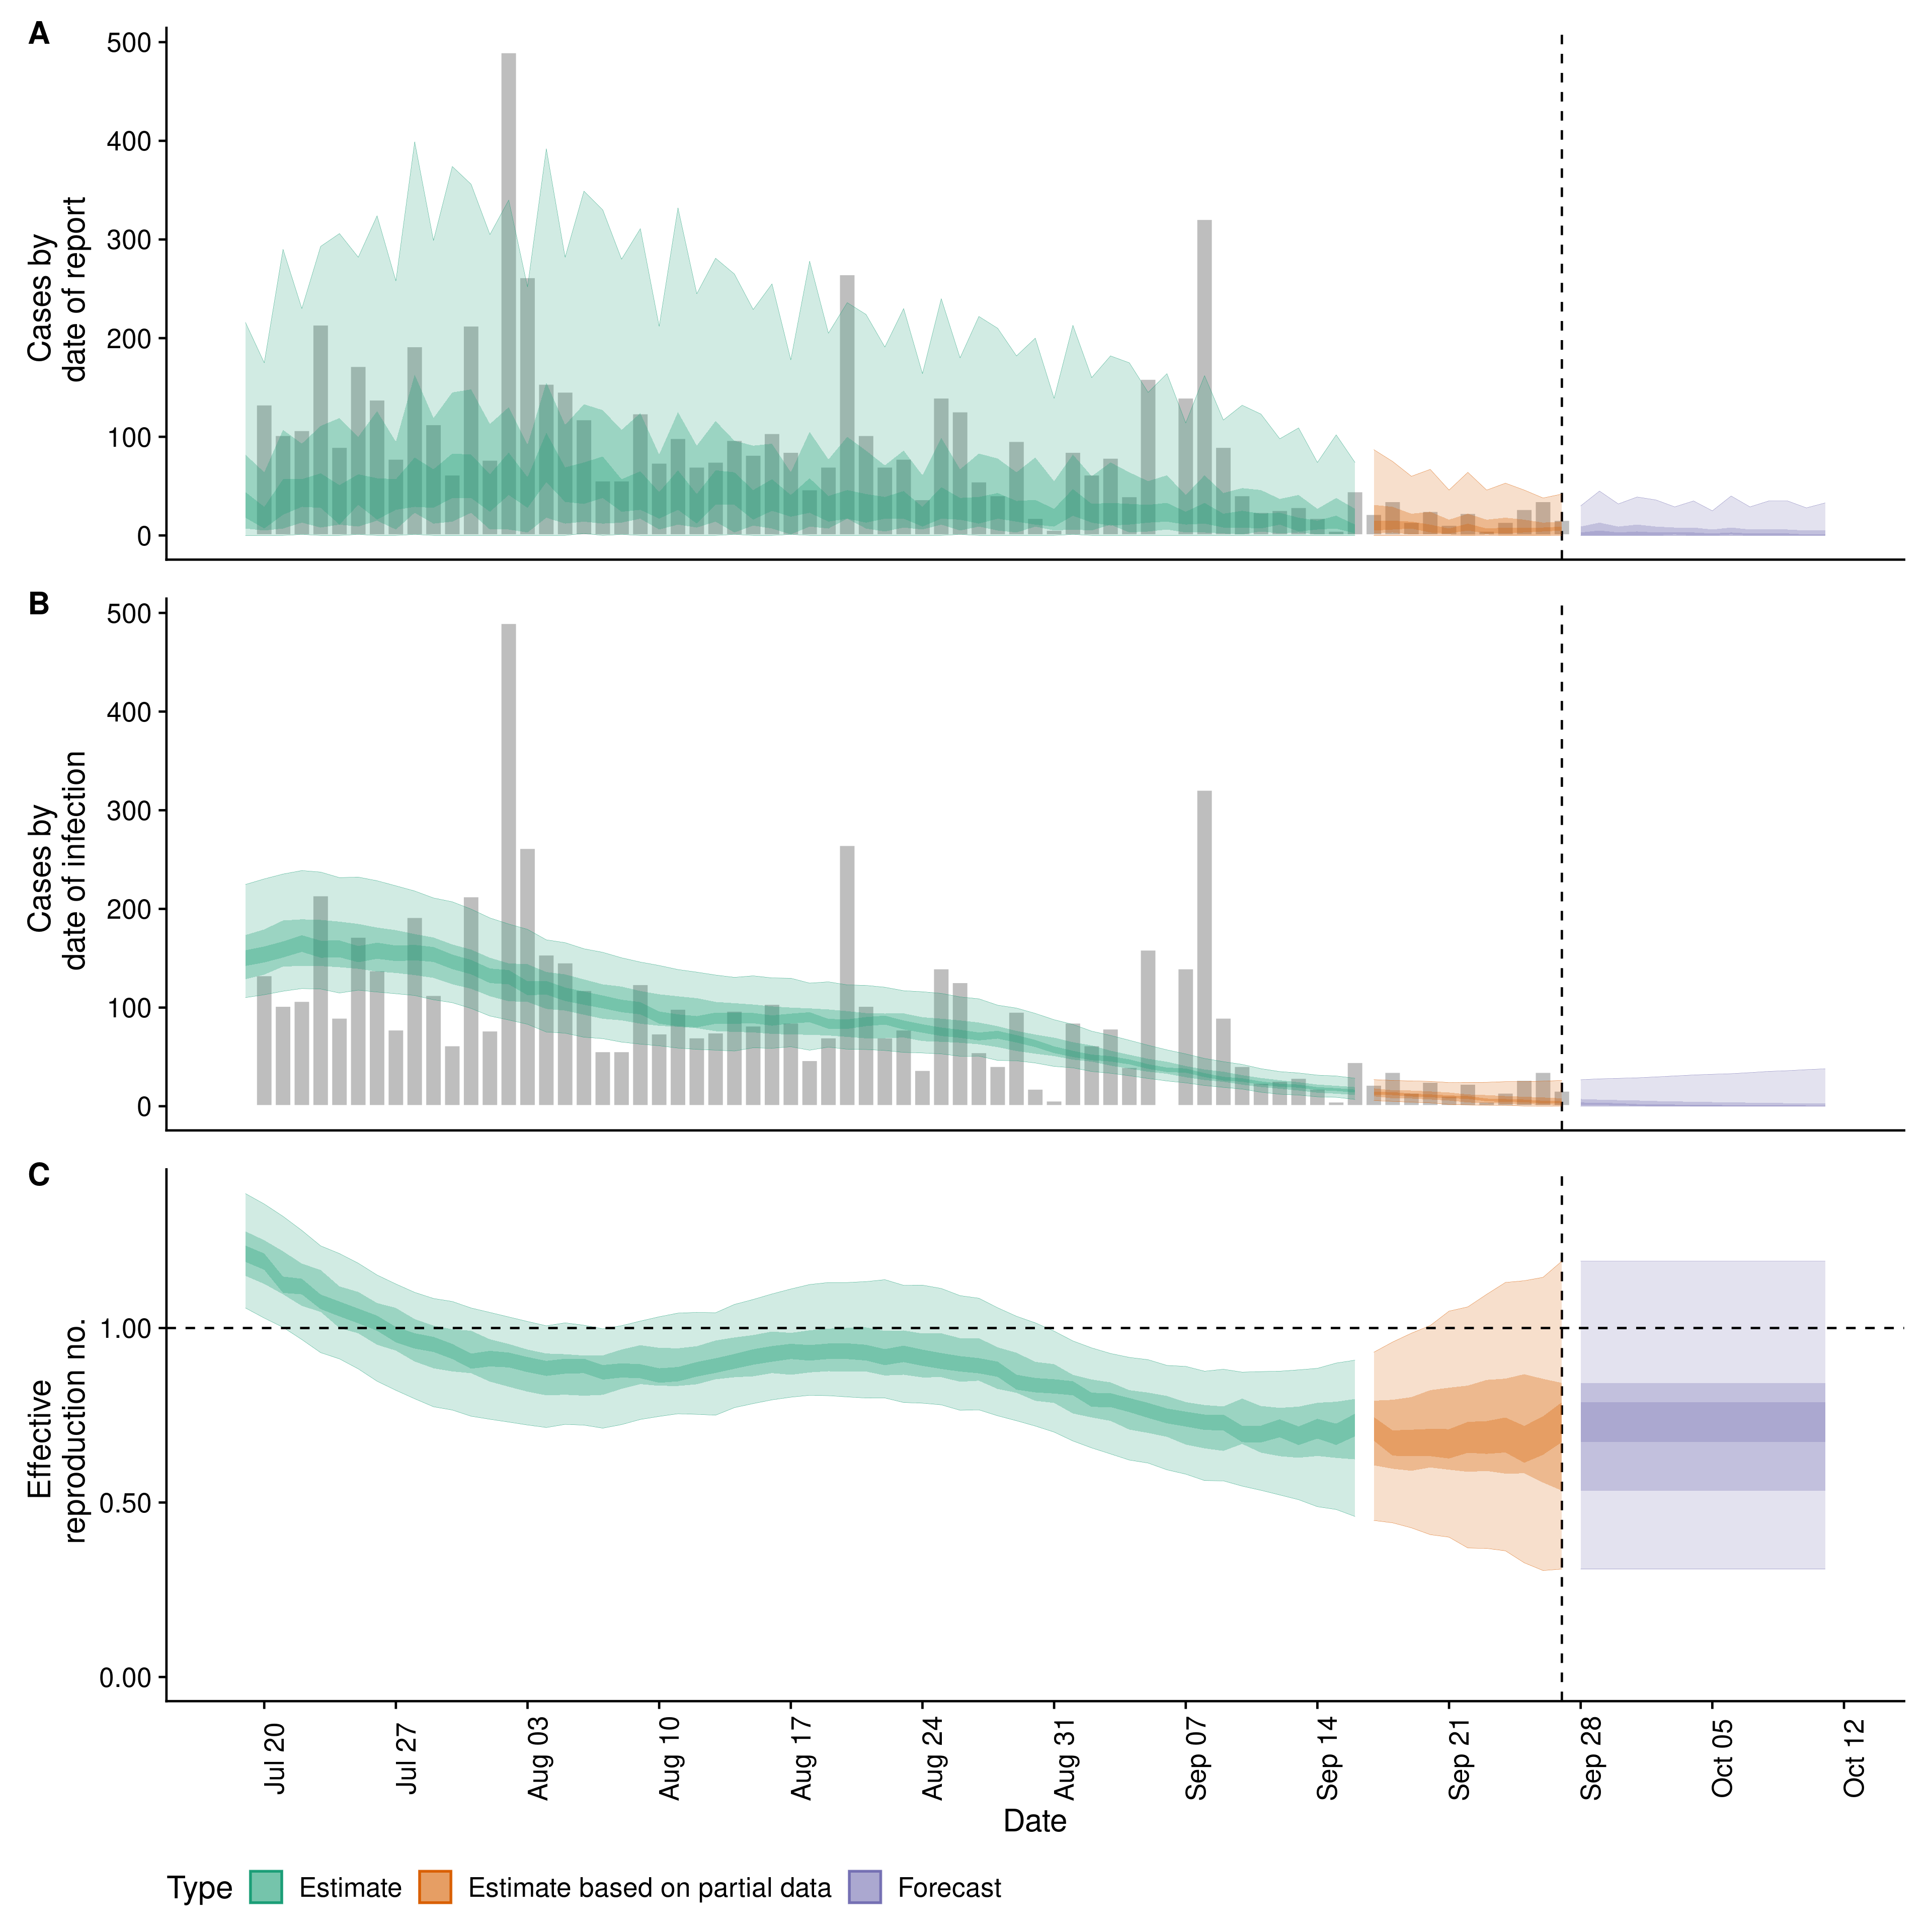 A
500
400
300
200
100
0
Cases by
date of report
B
500
400
300
200
100
0
Cases by
date of infection
C
1.00
0.50
0.00
Effective
reproduction no.
Jul 20
Jul 27
Aug 03
Aug 10
Aug 17
Aug 24
Aug 31
Sep 07
Sep 14
Sep 21
Sep 28
Oct 05
Oct 12
Date
Type Estimate Estimate based on partial data Forecast